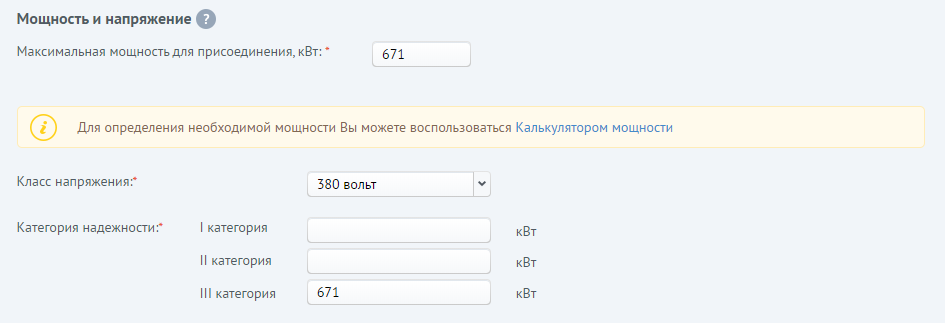 Мощность и напряжение ?
Максимальная мощность для присоединения, кВт: * 671
Для определения необходимой мощности Вы можете воспользоваться Калькулятором мощности
Класс напряжения:* 380 вольт
Категория надежности:* I категория кВт
II категория кВт
III категория 671 кВт